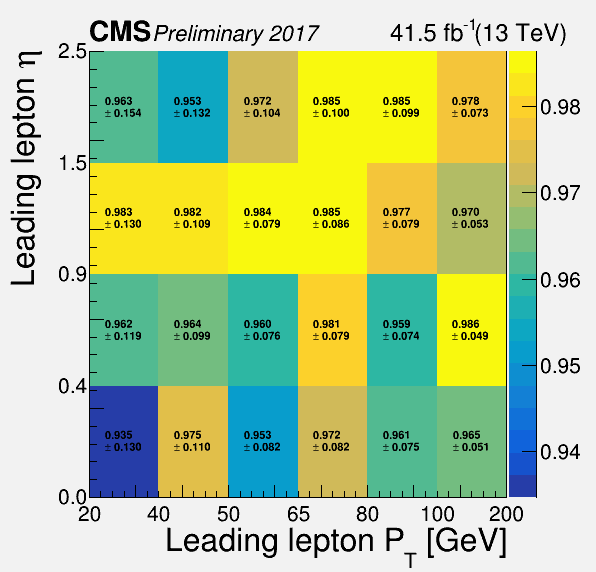 CMS Preliminary 2017 41.5 fb-1(13 TeV)
Leading lepton η
2.5
1.5
0.9
0.4
0.0
0.963 0.953 0.972 0.985 0.985 0.978
± 0.154 ± 0.132 ± 0.104 ± 0.100 ± 0.099 ± 0.073
0.983 0.982 0.984 0.985 0.977 0.970
± 0.130 ± 0.109 ± 0.079 ± 0.086 ± 0.079 ± 0.053
0.962 0.964 0.960 0.981 0.959 0.986
± 0.119 ± 0.099 ± 0.076 ± 0.079 ± 0.074 ± 0.049
0.935 0.975 0.953 0.972 0.961 0.965
± 0.130 ± 0.110 ± 0.082 ± 0.082 ± 0.075 ± 0.051
0.98
0.97
0.96
0.95
0.94
20 40 50 65 80 100 200
Leading lepton PT [GeV]